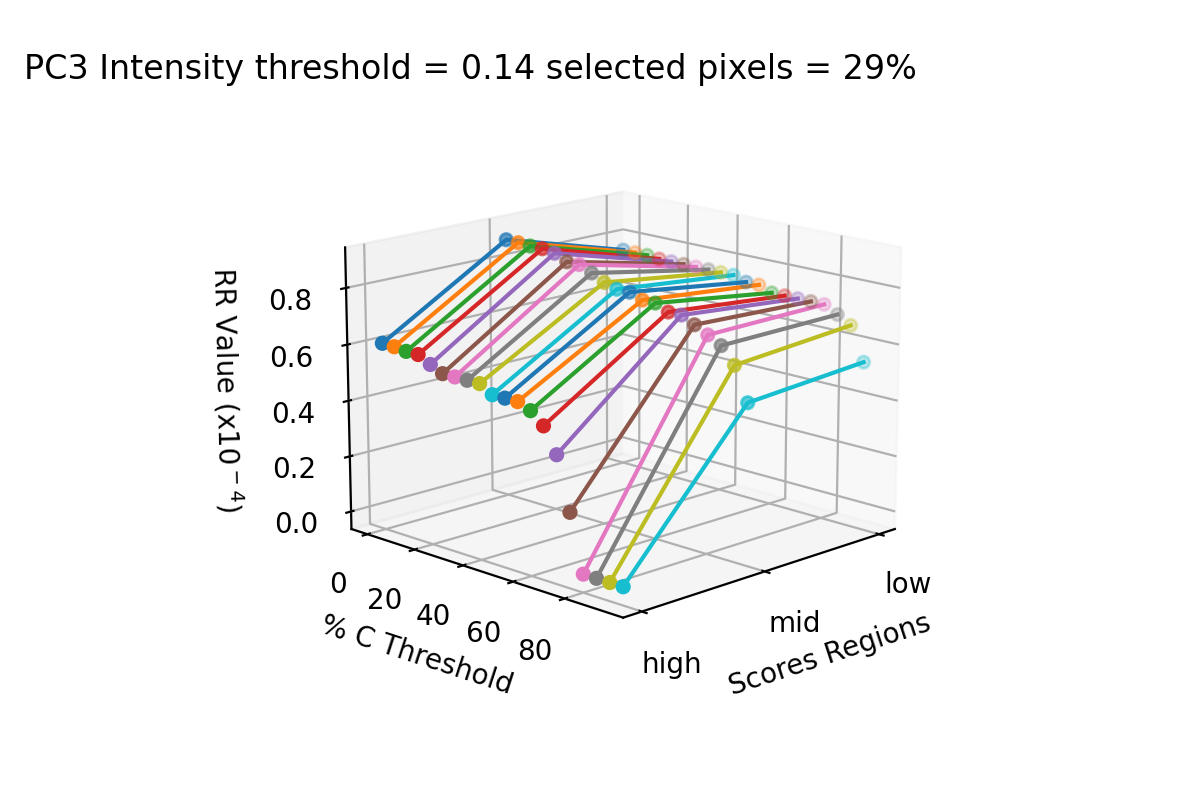 PC3 Intensity threshold = 0.14 selected pixels = 29%
RR Value (x10⁻⁴)
0.8
0.6
0.4
0.2
0.0
0
20
40
60
80
% C Threshold
high
mid
low
Scores Regions